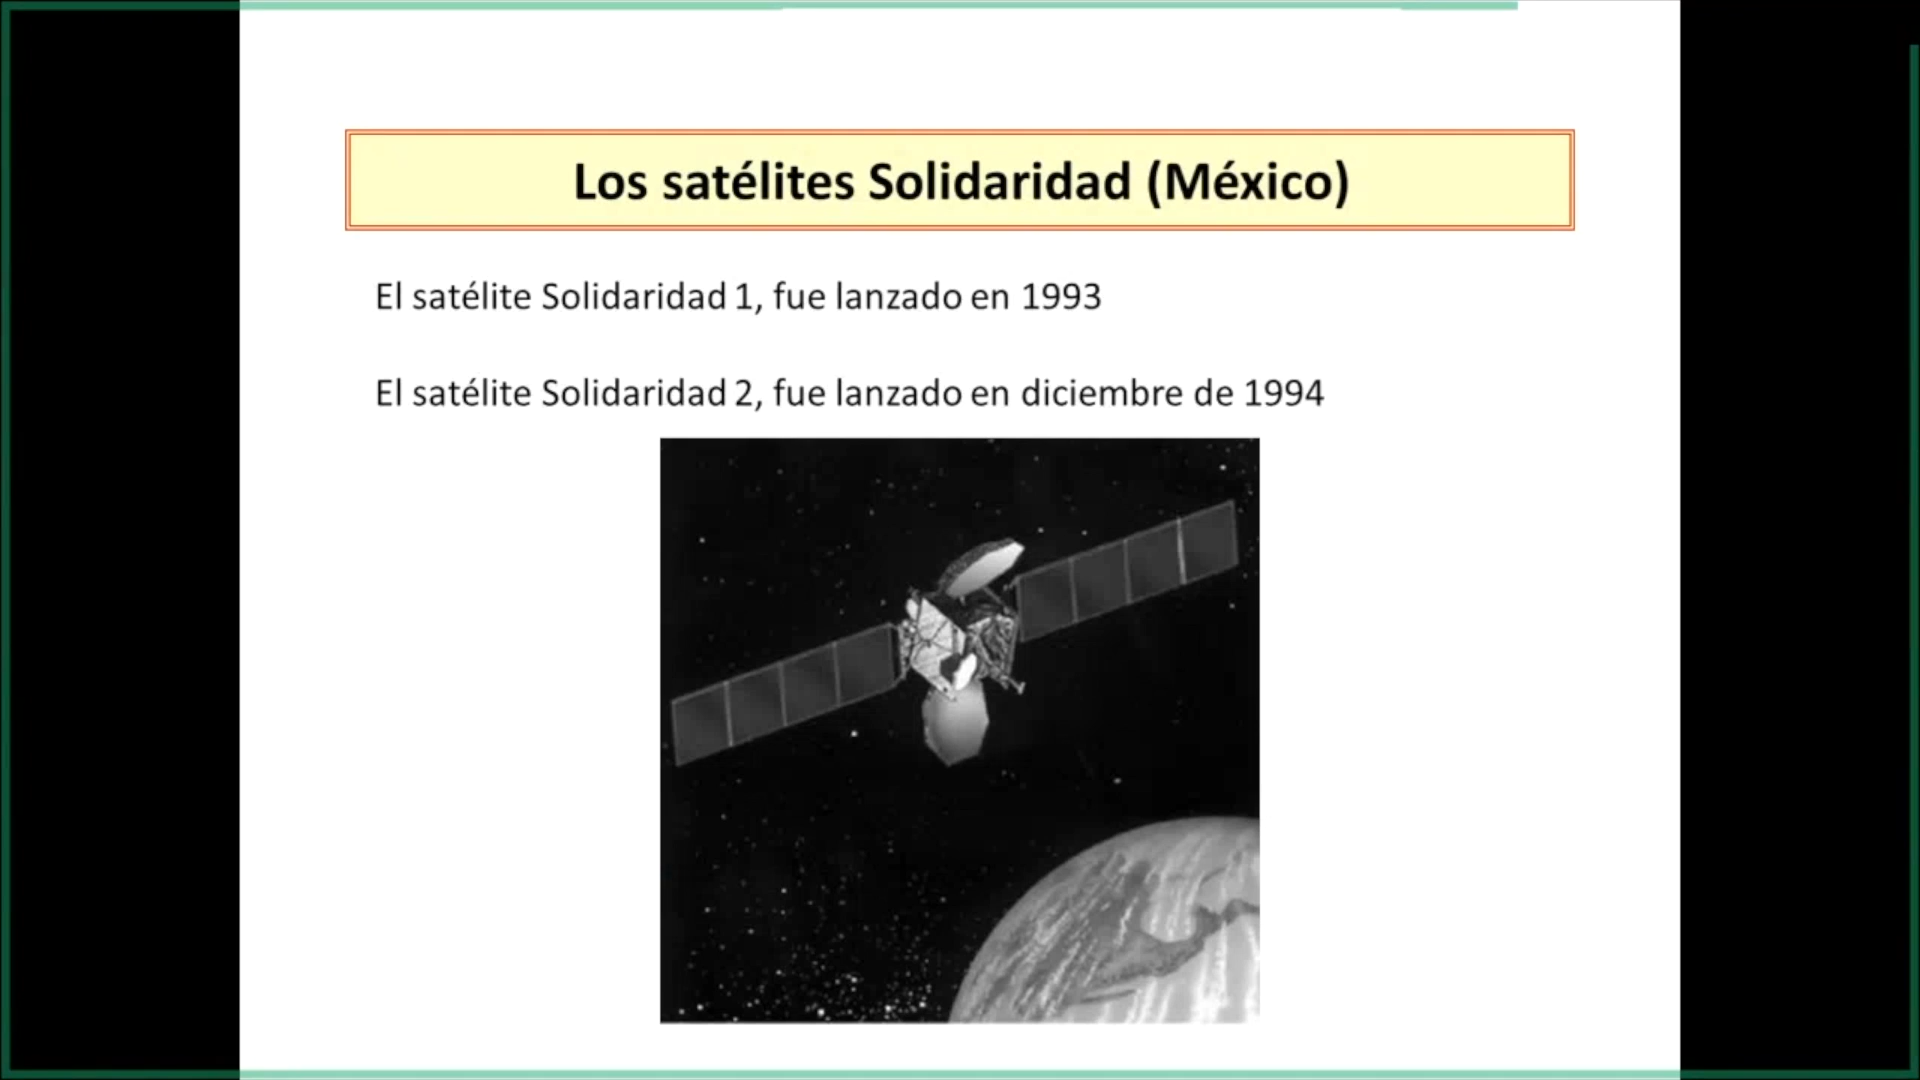 Los satélites Solidaridad (México)
El satélite Solidaridad 1, fue lanzado en 1993
El satélite Solidaridad 2, fue lanzado en diciembre de 1994